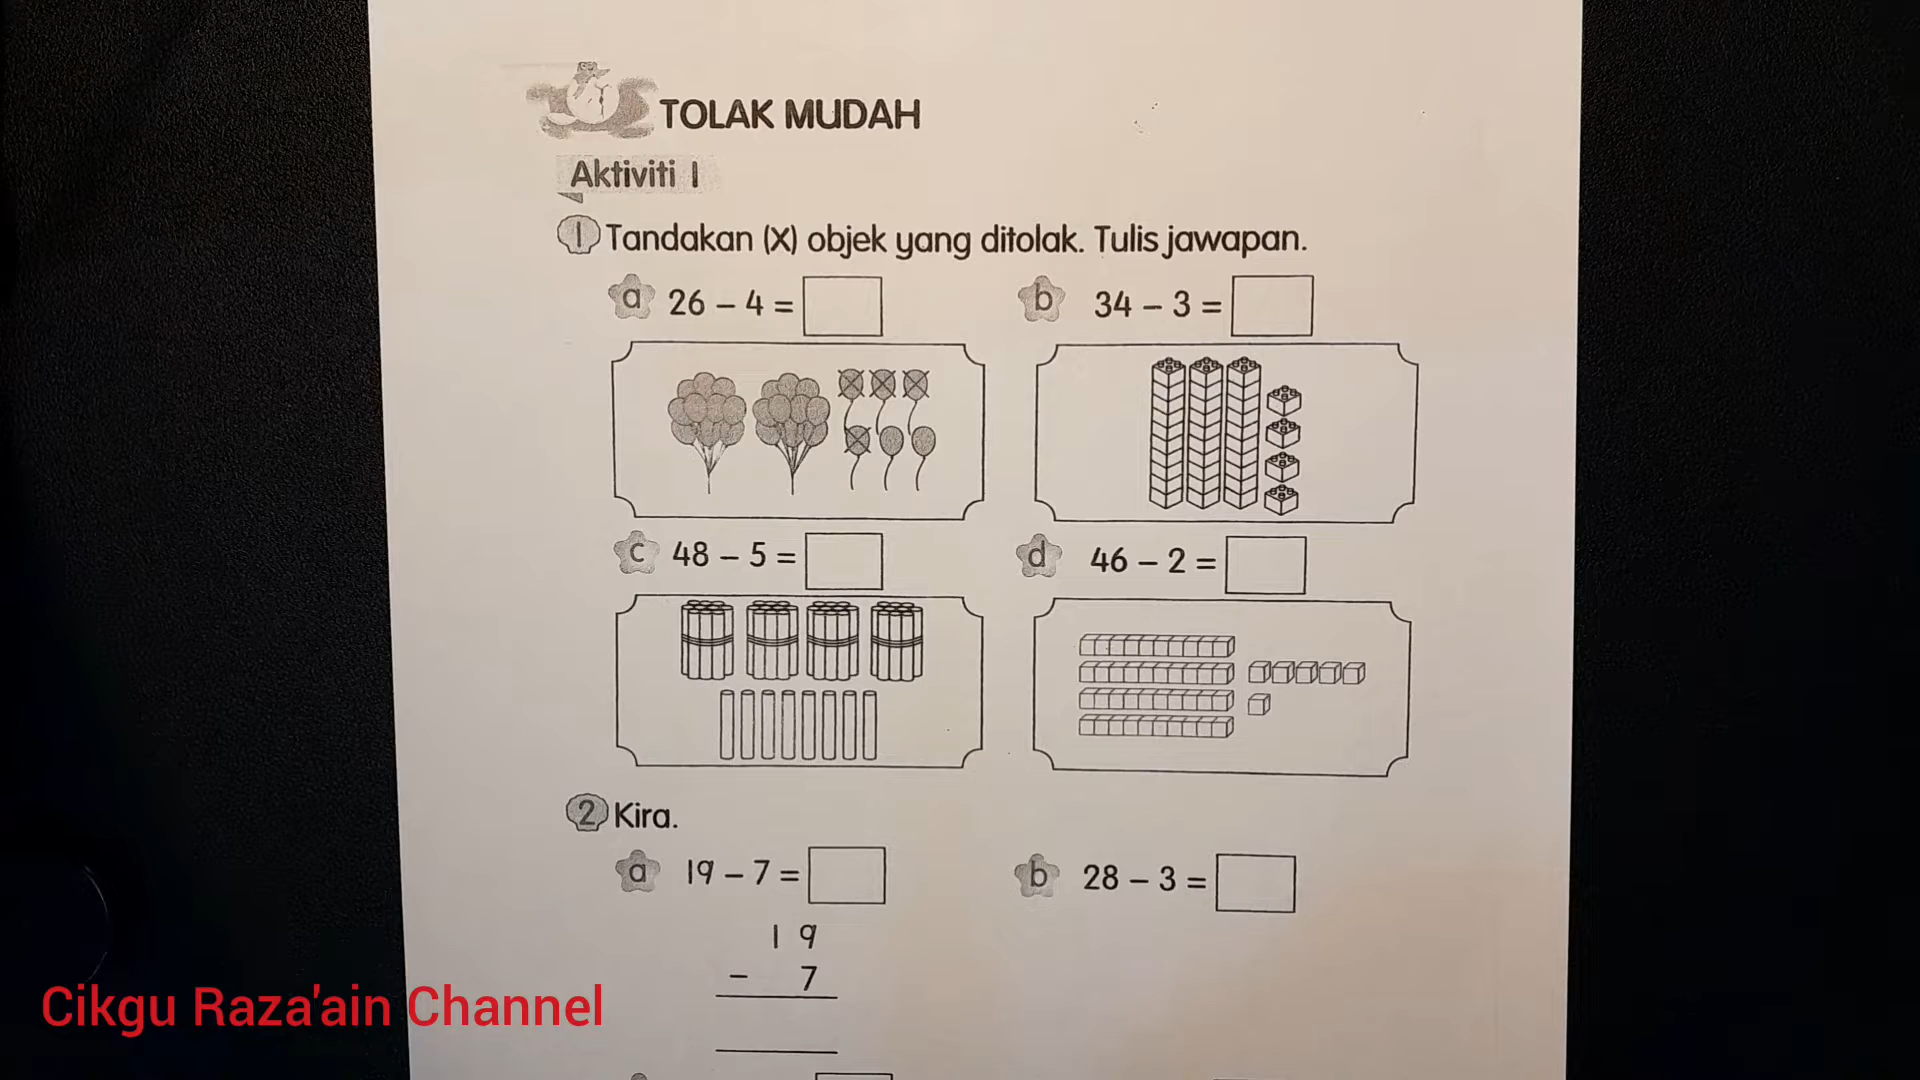 TOLAK MUDAH
Aktiviti 1
1 Tandakan (X) objek yang ditolak. Tulis jawapan.
a 26 – 4 =
b 34 – 3 =
c 48 – 5 =
d 46 – 2 =
2 Kira.
a 19 – 7 =
b 28 – 3 =
1 9
– 7
Cikgu Raza'ain Channel